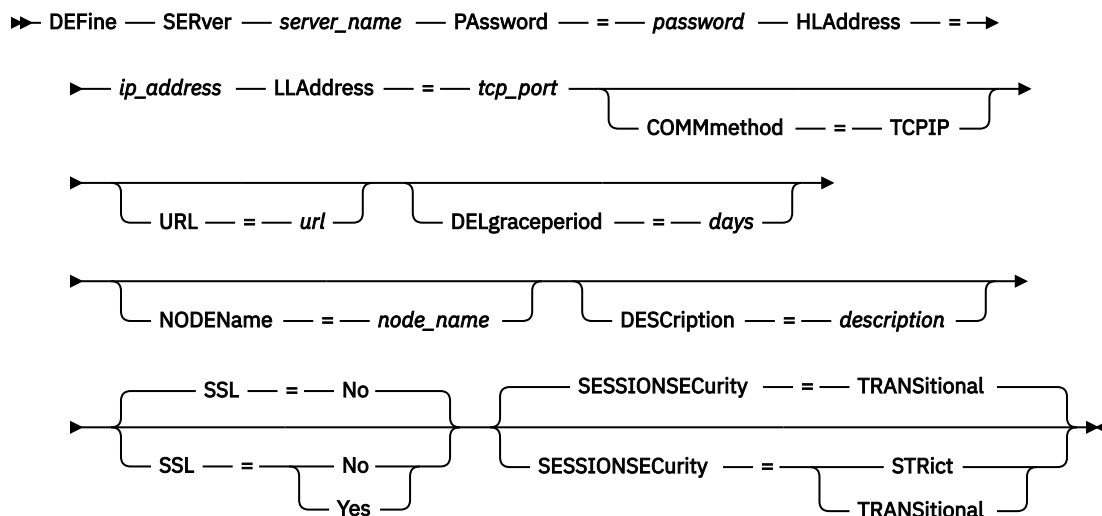 DEFine SERver server_name PAssword = password HLAddress =
ip_address LLAddress = tcp_port
COMMmethod = TCPIP
URL = url DELgraceperiod = days
NODEName = node_name DESCription = description
SSL = No SESSIONSECurity = TRANSitional
SSL = No SESSIONSECurity = STRict
Yes TRANSitional